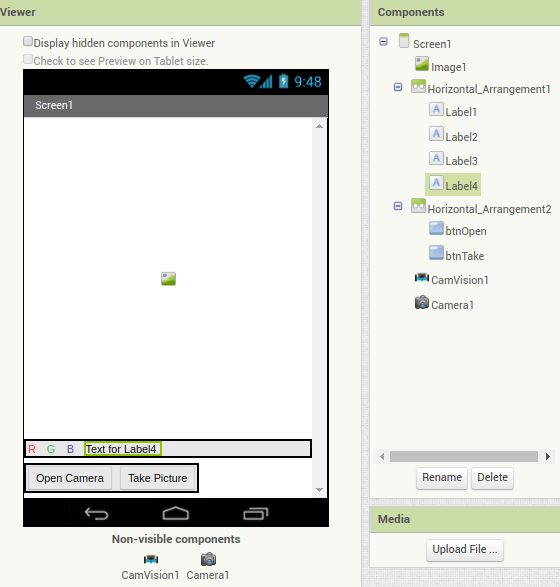 Viewer
Display hidden components in Viewer
Check to see Preview on Tablet size.
9:48
Screen1
R G B Text for Label4
Open Camera Take Picture
Non-visible components
CamVision1 Camera1
Components
Screen1
Image1
Horizontal_Arrangement1
Label1
Label2
Label3
Label4
Horizontal_Arrangement2
btnOpen
btnTake
CamVision1
Camera1
Rename Delete
Media
Upload File ...